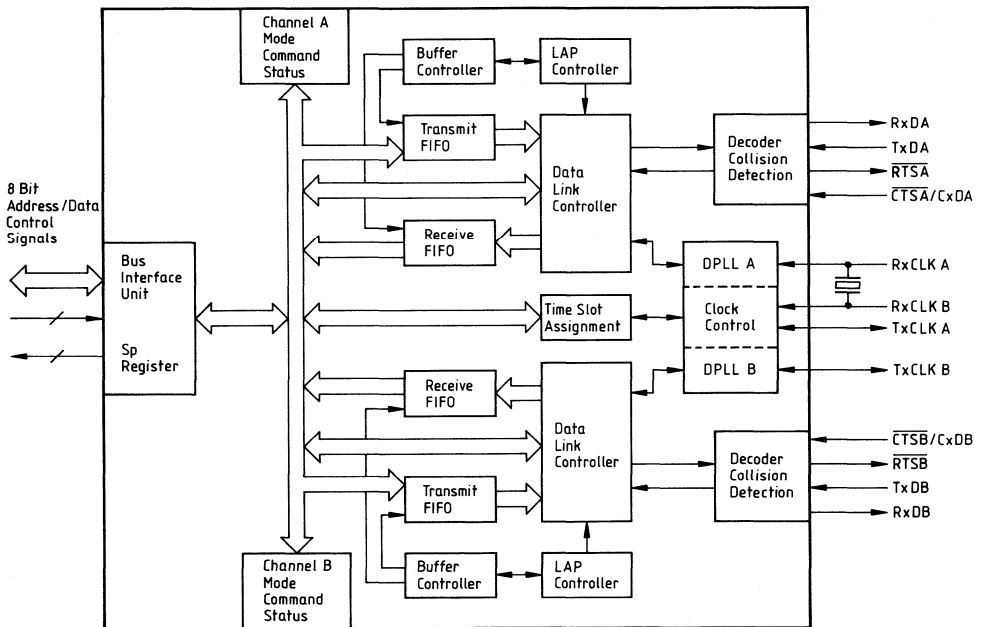 Channel A
Mode
Command
Status
Buffer
Controller
LAP
Controller
Transmit
FIFO
Data
Link
Controller
Receive
FIFO
Decoder
Collision
Detection
RxDA
TxDA
RTSA
CTSA/CxDA
8 Bit
Address/Data
Control
Signals
Bus
Interface
Unit
Sp
Register
Time Slot
Assignment
DPLL A
Clock
Control
DPLL B
RxCLK A
RxCLK B
TxCLK A
TxCLK B
Receive
FIFO
Data
Link
Controller
Transmit
FIFO
Decoder
Collision
Detection
CTSB/CxDB
RTSB
TxDB
RxDB
Channel B
Mode
Command
Status
Buffer
Controller
LAP
Controller